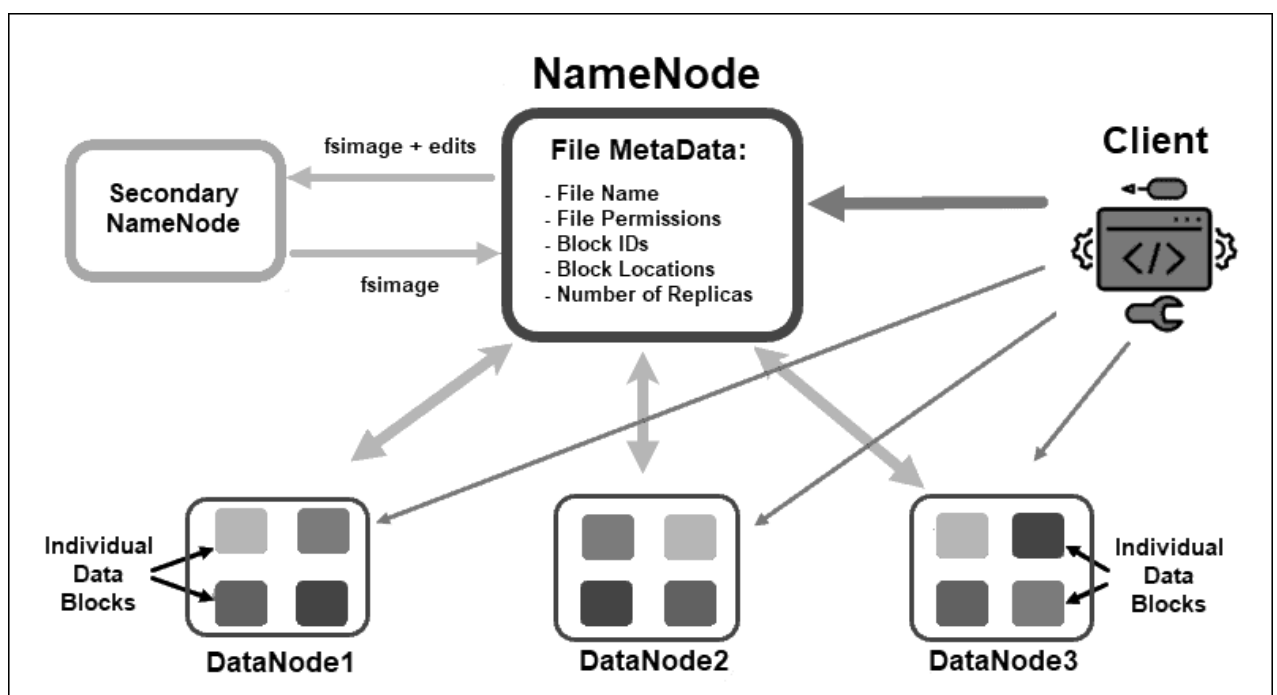 NameNode
Client
fsimage + edits
Secondary
NameNode
fsimage
File MetaData:
- File Name
- File Permissions
- Block IDs
- Block Locations
- Number of Replicas
</>
Individual
Data
Blocks
Individual
Data
Blocks
DataNode1
DataNode2
DataNode3